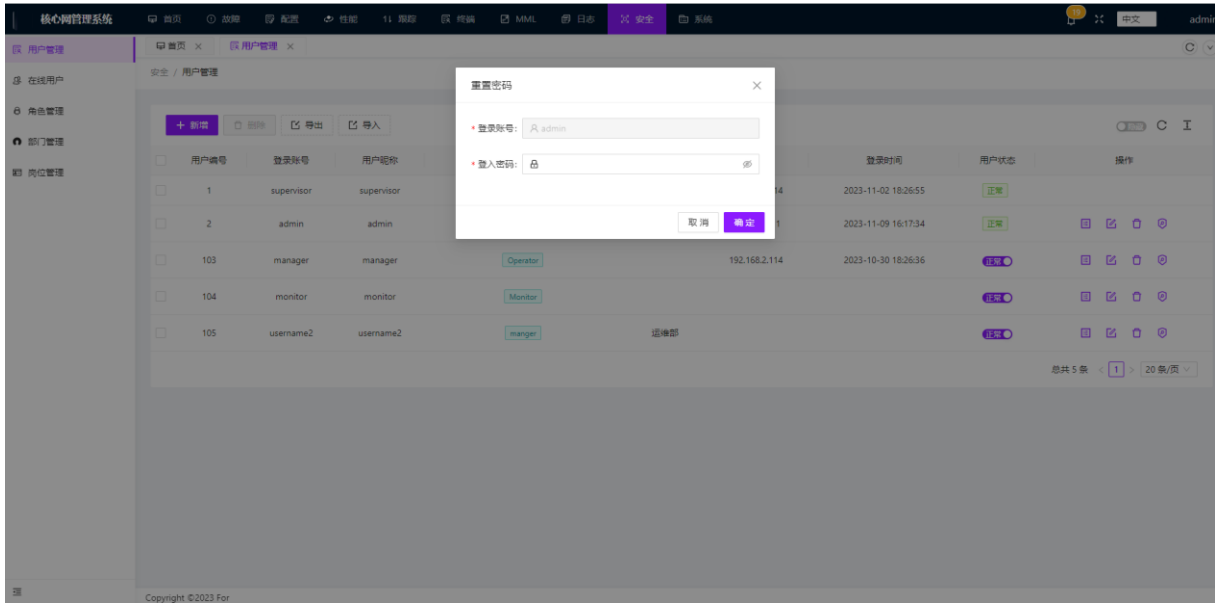 核心网管理系统 首页 故障 配置 性能 跟踪 终端 MML 日志 安全 系统 中文 admin
用户管理 首页 用户管理
在线用户 安全 / 用户管理
角色管理
部门管理
岗位管理
重置密码
* 登录账号: admin
* 登入密码:
取 消 确 定
+ 新增 删除 导出 导入
用户编号 登录账号 用户昵称 登录时间 用户状态 操作
1 supervisor supervisor 14 2023-11-02 18:26:55 正常
2 admin admin 1 2023-11-09 16:17:34 正常
103 manager manager Operator 192.168.2.114 2023-10-30 18:26:36 正常
104 monitor monitor Monitor 正常
105 username2 username2 manger 运维部 正常
总共 5 条 < 1 > 20 条/页
Copyright ©2023 For